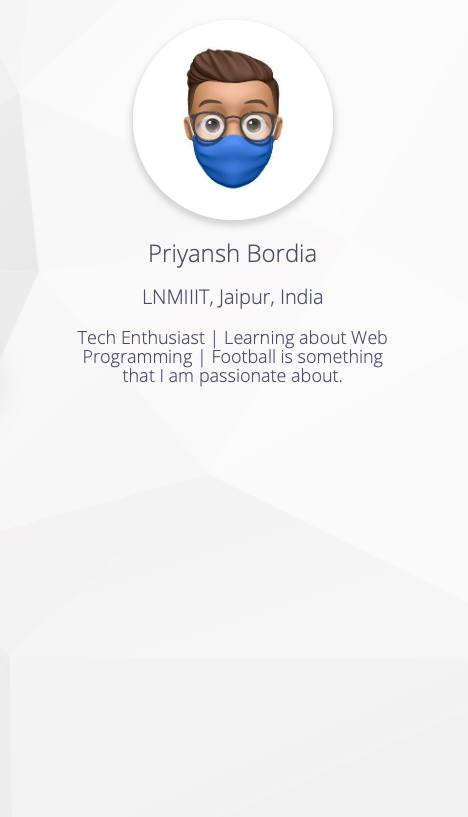 Priyansh Bordia
LNMIIIT, Jaipur, India
Tech Enthusiast | Learning about Web
Programming | Football is something
that I am passionate about.